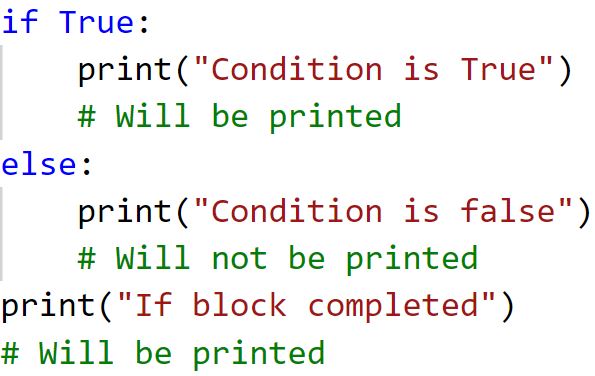 if True:
    print("Condition is True")
    # Will be printed
else:
    print("Condition is false")
    # Will not be printed
print("If block completed")
# Will be printed